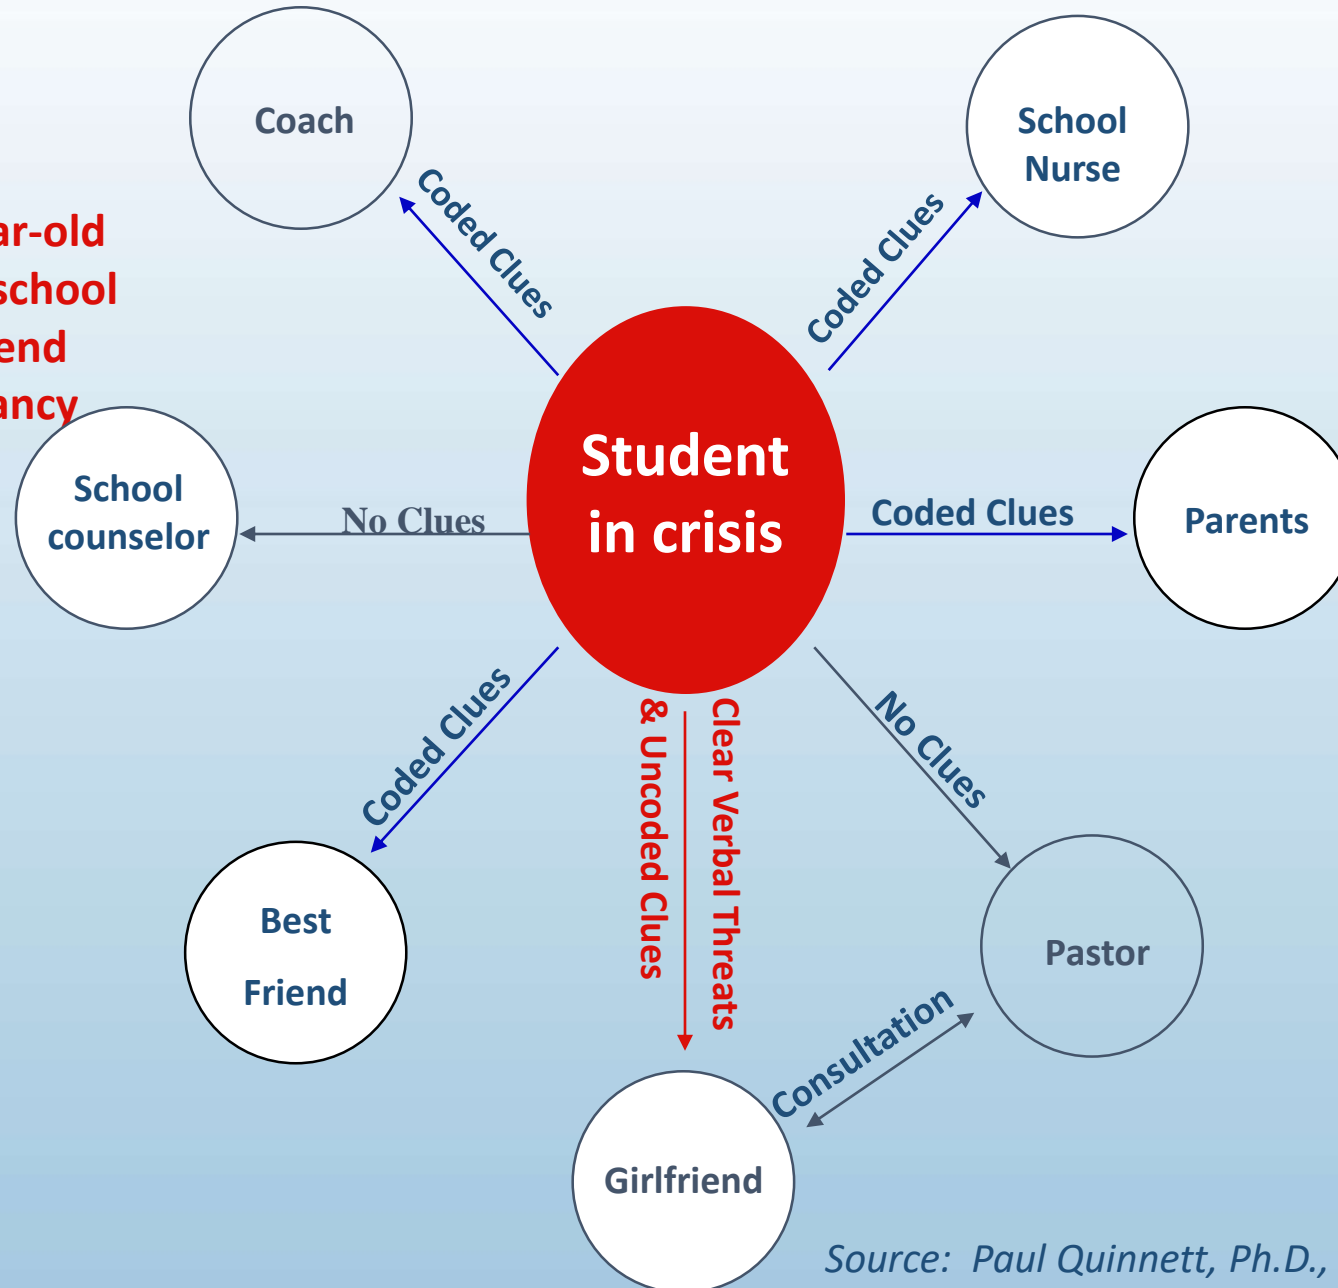 Coach
School
Nurse
Coded Clues
Coded Clues
ar-old
school
end
ancy
Student
in crisis
School
counselor
No Clues
Coded Clues
Parents
Coded Clues
& Uncoded Clues
Clear Verbal Threats
No Clues
Best
Friend
Pastor
Consultation
Girlfriend
Source: Paul Quinnett, Ph.D.,